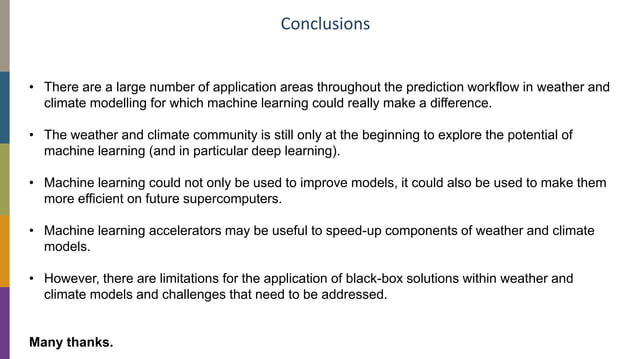 Conclusions
• There are a large number of application areas throughout the prediction workflow in weather and
climate modelling for which machine learning could really make a difference.
• The weather and climate community is still only at the beginning to explore the potential of
machine learning (and in particular deep learning).
• Machine learning could not only be used to improve models, it could also be used to make them
more efficient on future supercomputers.
• Machine learning accelerators may be useful to speed-up components of weather and climate
models.
• However, there are limitations for the application of black-box solutions within weather and
climate models and challenges that need to be addressed.
Many thanks.